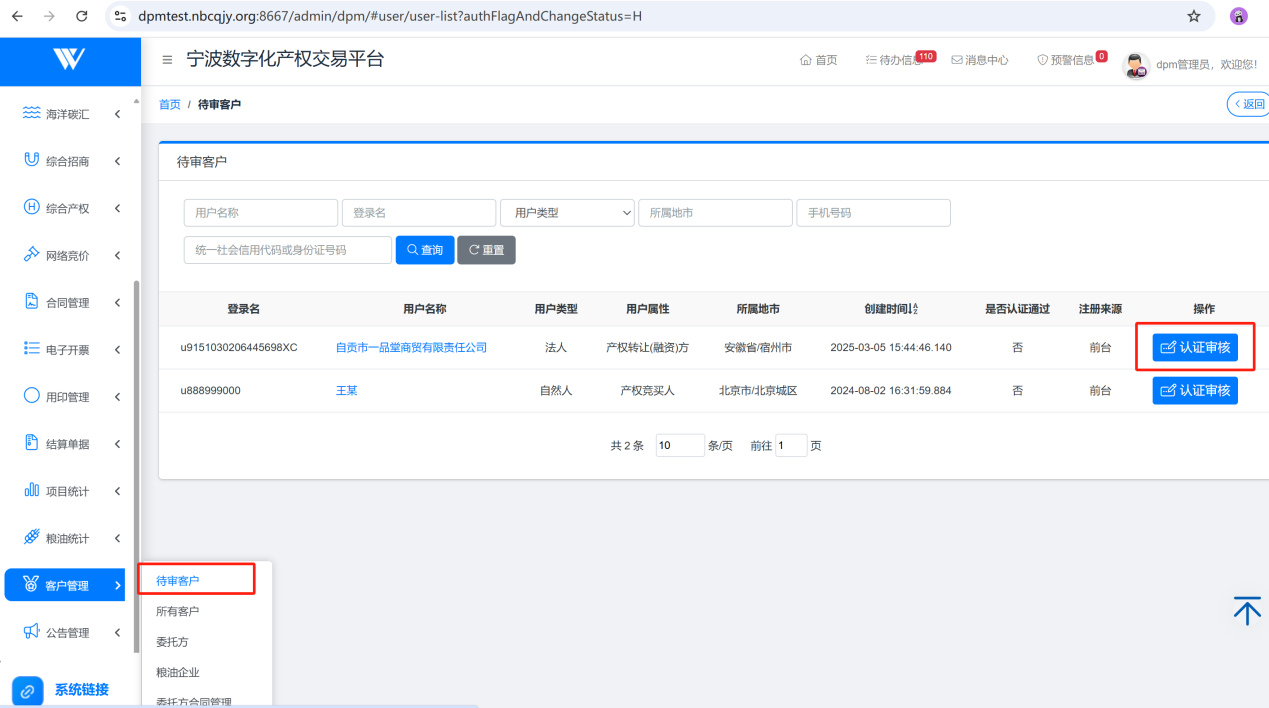 dpmtest.nbcqjy.org:8667/admin/dpm/#user/user-list?authFlagAndChangeStatus=H
宁波数字化产权交易平台
首页
待办信息
110
消息中心
预警信息
0
dpm管理员，欢迎您！
海洋碳汇
综合招商
综合产权
网络竞价
合同管理
电子开票
用印管理
结算单据
项目统计
粮油统计
客户管理
公告管理
系统链接
首页 / 待审客户
返回
待审客户
用户名称 登录名 用户类型 所属地市 手机号码
统一社会信用代码或身份证号码 查询 重置
登录名 用户名称 用户类型 用户属性 所属地市 创建时间 是否认证通过 注册来源 操作
u9151030206445698XC 自贡市一品堂商贸有限责任公司 法人 产权转让(融资)方 安徽省/宿州市 2025-03-05 15:44:46.140 否 前台 认证审核
u888999000 王某 自然人 产权竞买人 北京市/北京城区 2024-08-02 16:31:59.884 否 前台 认证审核
共 2 条 10 条/页 前往 1 页
待审客户
所有客户
委托方
粮油企业
委托方合同管理